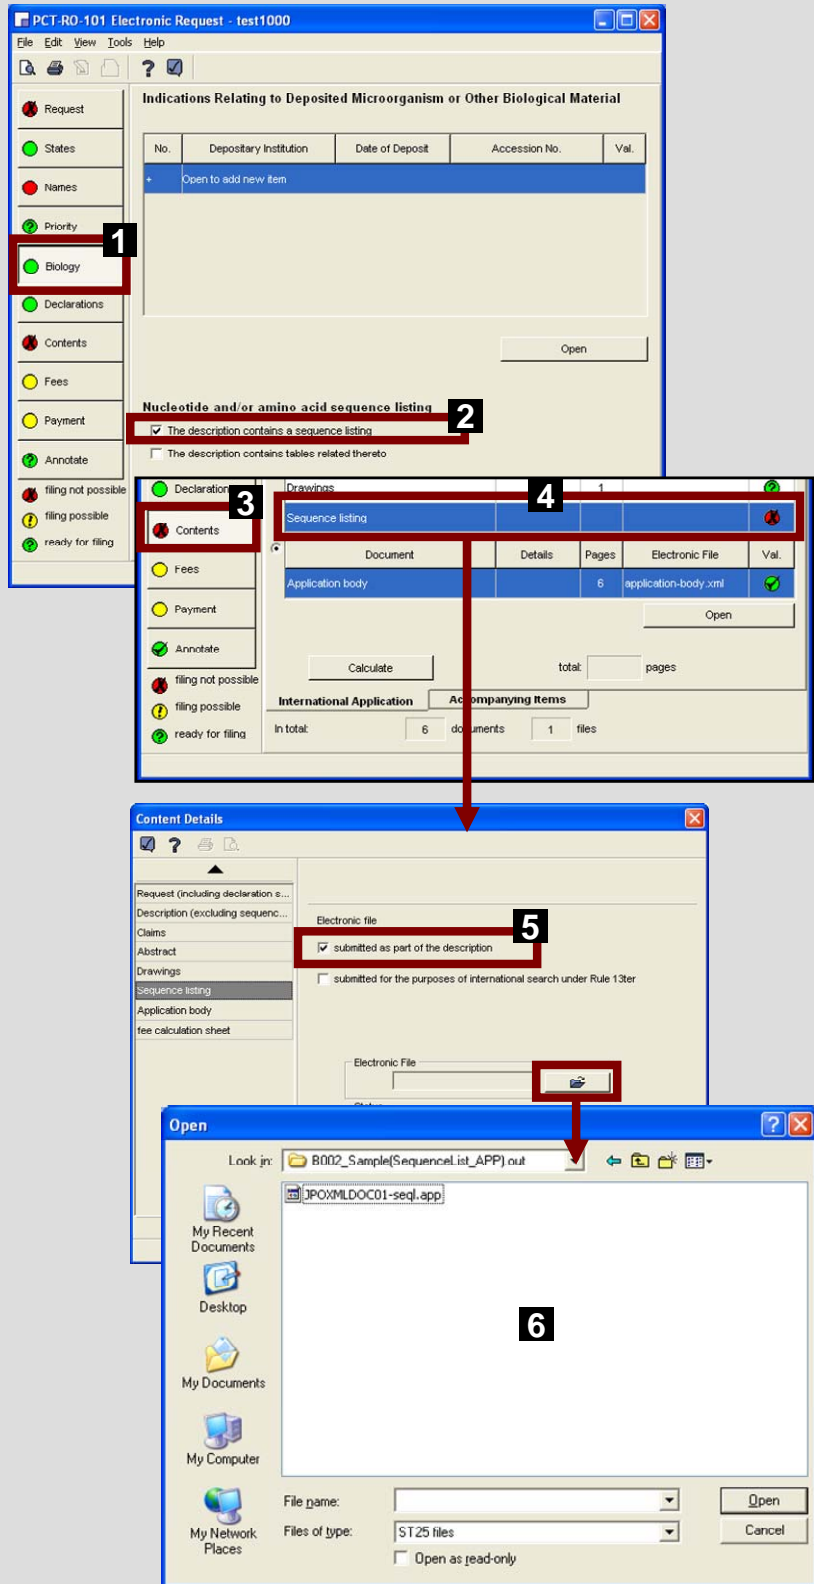 PCT-RO-101 Electronic Request - test1000
File Edit View Tools Help
Request
States
Names
Priority
1
Biology
Declarations
Contents
Fees
Payment
Annotate
filing not possible
filing possible
ready for filing
Indications Relating to Deposited Microorganism or Other Biological Material
No. Depositary Institution Date of Deposit Accession No. Val.
+ Open to add new item
Open
Nucleotide and/or amino acid sequence listing
2
The description contains a sequence listing
The description contains tables related thereto
3
Contents
Fees
Payment
Annotate
filing not possible
filing possible
ready for filing
Drawings 1
4
Sequence listing
Document Details Pages Electronic File Val.
Application body 6 application-body.xml
Open
Calculate total: pages
International Application Accompanying Items
In total: 6 documents 1 files
Content Details
Request (including declaration s...
Description (excluding sequenc...
Claims
Abstract
Drawings
Sequence listing
Application body
fee calculation sheet
Electronic file
5
submitted as part of the description
submitted for the purposes of international search under Rule 13ter
Electronic File
Open
Look in: B002_Sample(SequenceList_APP).out
JPOXMLDOC01-seql.app
My Recent
Documents
Desktop
My Documents
My Computer
My Network
Places
6
File name: Open
Files of type: ST25 files Cancel
Open as read-only